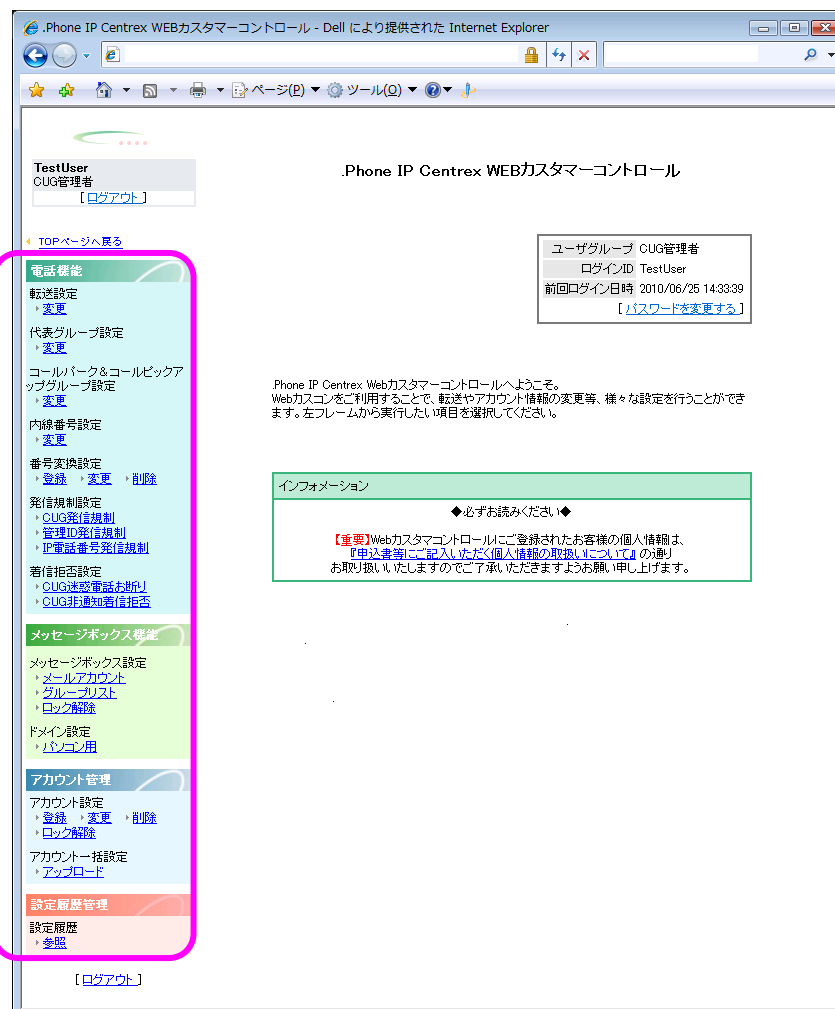 .Phone IP Centrex WEBカスタマーコントロール - Dell により提供された Internet Explorer
ページ(P) ツール(O)
TestUser
CUG管理者
[ログアウト]
TOPページへ戻る
電話機能
転送設定
変更
代表グループ設定
変更
コールパーク&コールピックア
ップグループ設定
変更
内線番号設定
変更
番号変換設定
登録 変更 削除
発信規制設定
CUG発信規制
管理ID発信規制
IP電話番号発信規制
着信拒否設定
CUG迷惑電話お断り
CUG非通知着信拒否
メッセージボックス機能
メッセージボックス設定
メールアカウント
グループリスト
ロック解除
ドメイン設定
パソコン用
アカウント管理
アカウント設定
登録 変更 削除
ロック解除
アカウント一括設定
アップロード
設定履歴管理
設定履歴
参照
[ログアウト]
.Phone IP Centrex WEBカスタマーコントロール
ユーザグループ CUG管理者
ログインID TestUser
前回ログイン日時 2010/06/25 14:33:39
[パスワードを変更する]
.Phone IP Centrex Webカスタマーコントロールへようこそ。
Webカスコンをご利用することで、転送やアカウント情報の変更等、様々な設定を行うことができ
ます。左フレームから実行したい項目を選択してください。
インフォメーション
◆必ずお読みください◆
【重要】Webカスタマコントロールにご登録されたお客様の個人情報は、
『申込書等にご記入いただく個人情報の取扱いについて』の通り
お取り扱いいたしますのでご了承いただきますようお願い申し上げます。